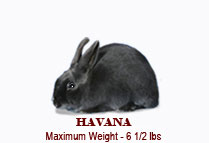 HAVANA
Maximum Weight - 6 1/2 lbs